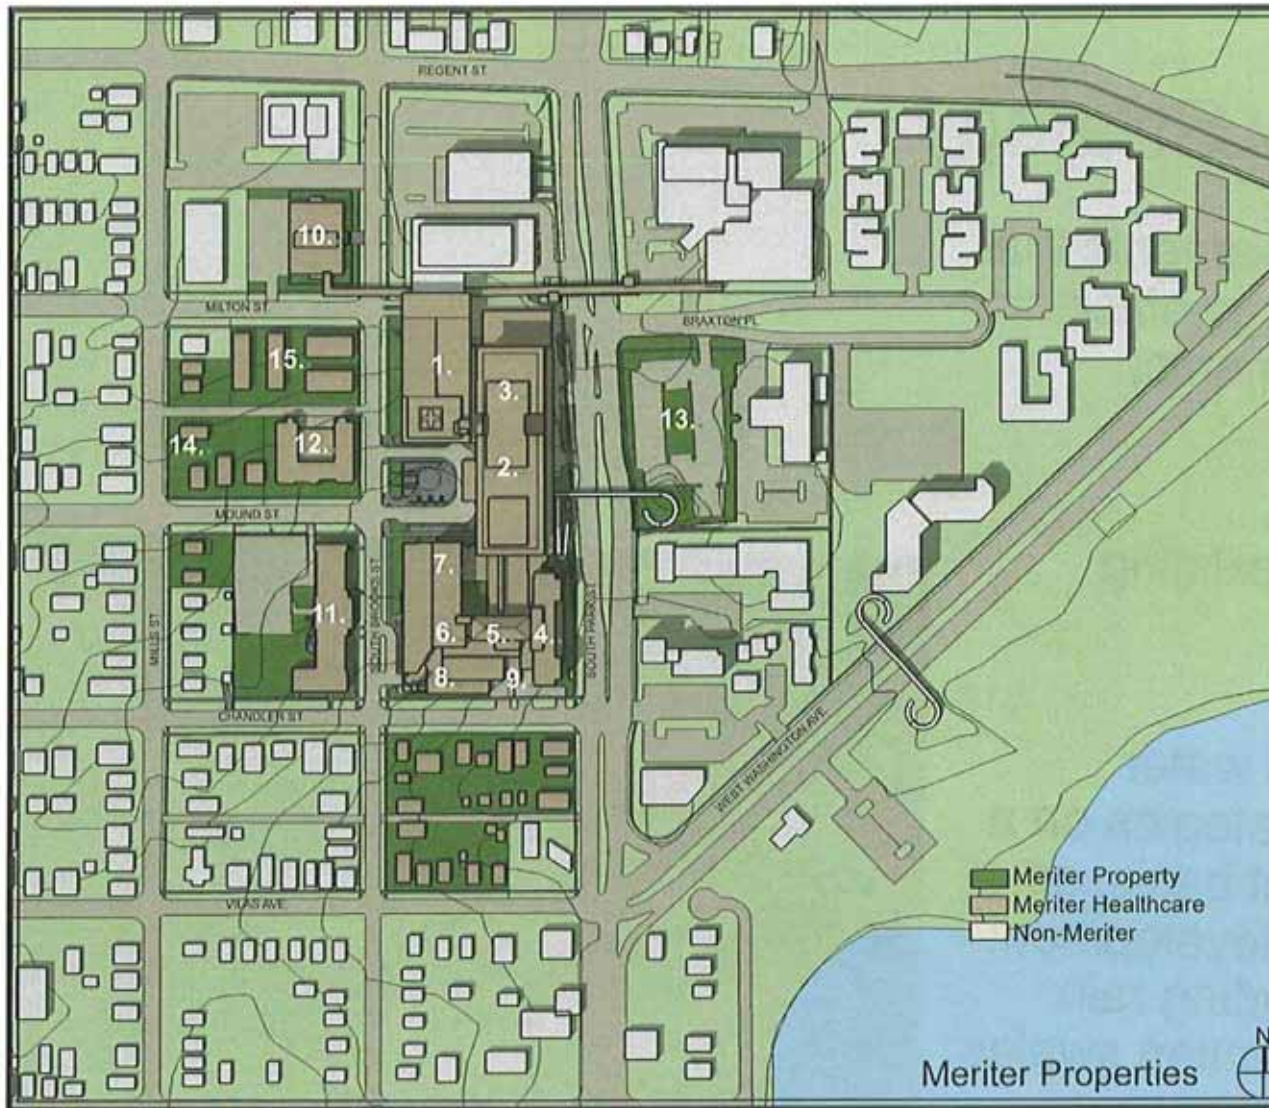 REGENT ST.
10.
MILTON ST.
BRAXTON PL.
15.
1.
3.
14.
12.
13.
2.
MOUND ST.
7.
MILLS ST.
11.
SOUTH BROOKS ST.
6.
5.
4.
SOUTH PARK ST.
8.
9.
CHANDLER ST.
WEST WASHINGTON AVE.
VILAS AVE.
Meriter Property
Meriter Healthcare
Non-Meriter
N
Meriter Properties